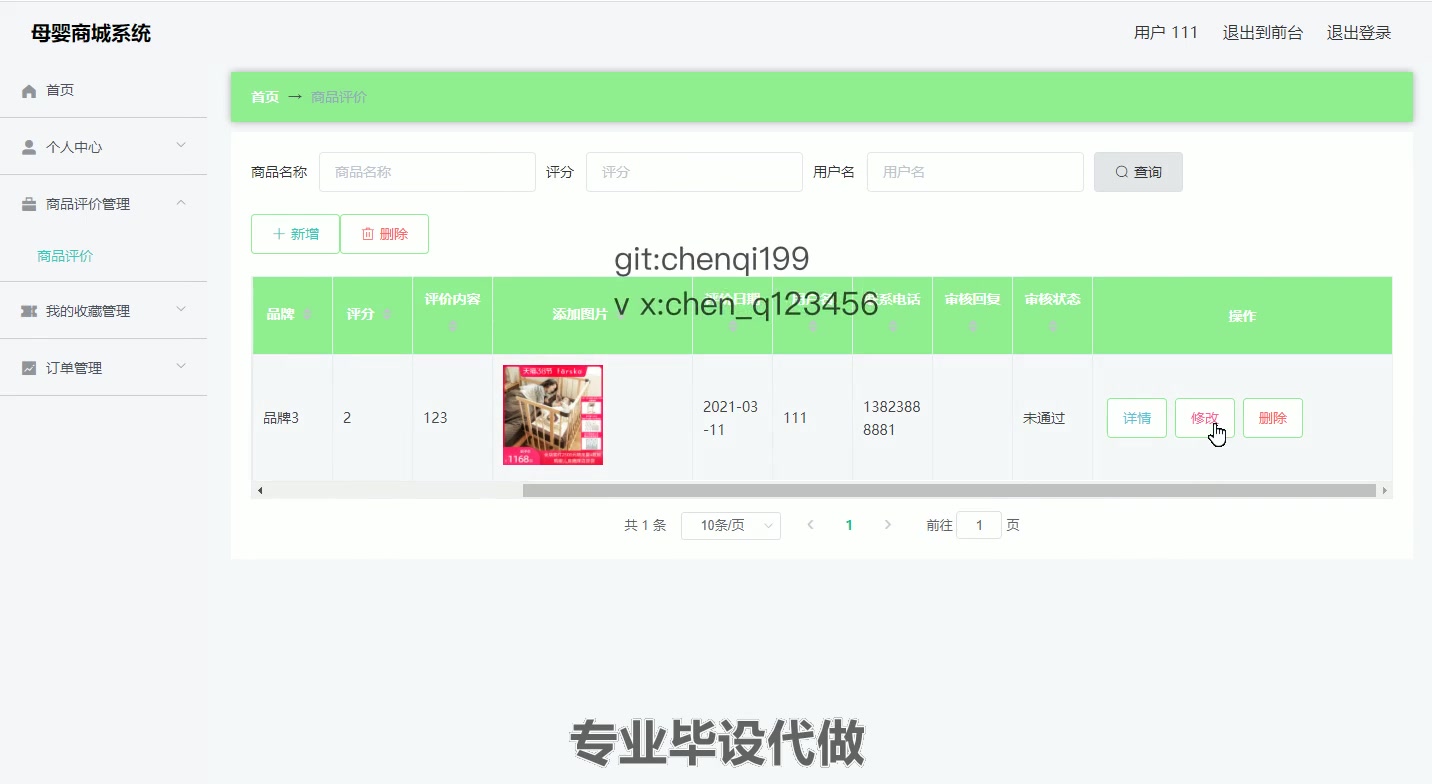 母婴商城系统
用户 111 退出到前台 退出登录
首页
个人中心
商品评价管理
商品评价
我的收藏管理
订单管理
首页 → 商品评价
商品名称 商品名称 评分 评分 用户名 用户名 查询
新增 删除
git:chenqi199
v x:chen_q123456
品牌 评分 评价内容 添加图片 评价日期 联系电话 审核回复 审核状态 操作
品牌3 2 123 2021-03-11 111 13823888881 未通过 详情 修改 删除
天猫38节 farska
1168
共 1 条 10条/页 1 前往 1 页
专业毕设代做